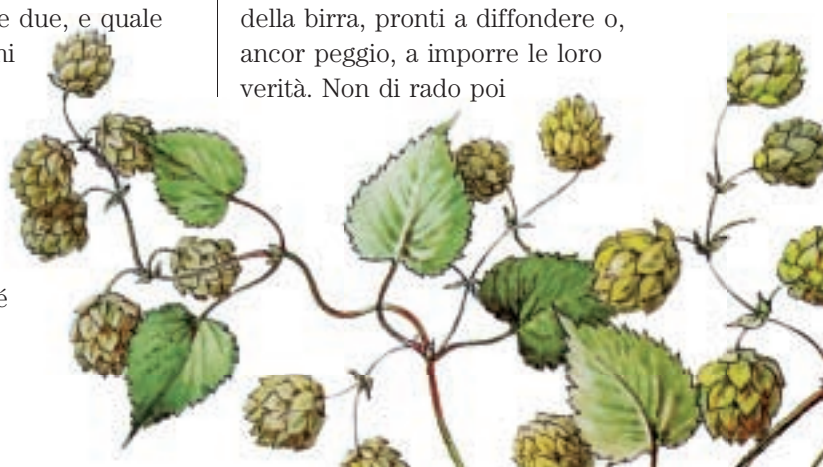 e due, e quale
ni
é
della birra, pronti a diffondere o,
ancor peggio, a imporre le loro
verità. Non di rado poi